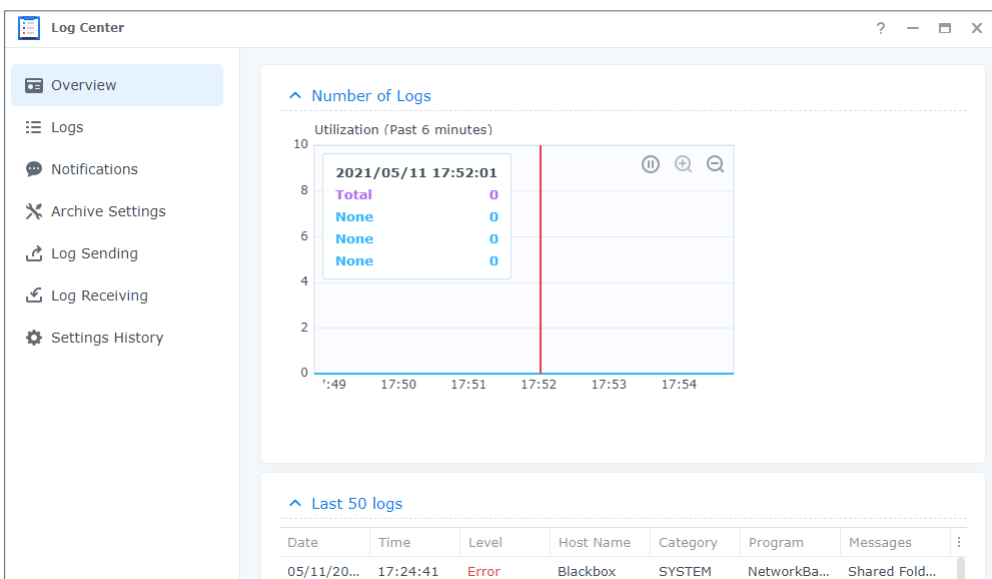 Log Center
?
Overview
Logs
Notifications
Archive Settings
Log Sending
Log Receiving
Settings History
Number of Logs
Utilization (Past 6 minutes)
10
8
6
4
2
0
2021/05/11 17:52:01
Total 0
None 0
None 0
None 0
':49 17:50 17:51 17:52 17:53 17:54
Last 50 logs
Date Time Level Host Name Category Program Messages
05/11/20... 17:24:41 Error Blackbox SYSTEM NetworkBa... Shared Fold...